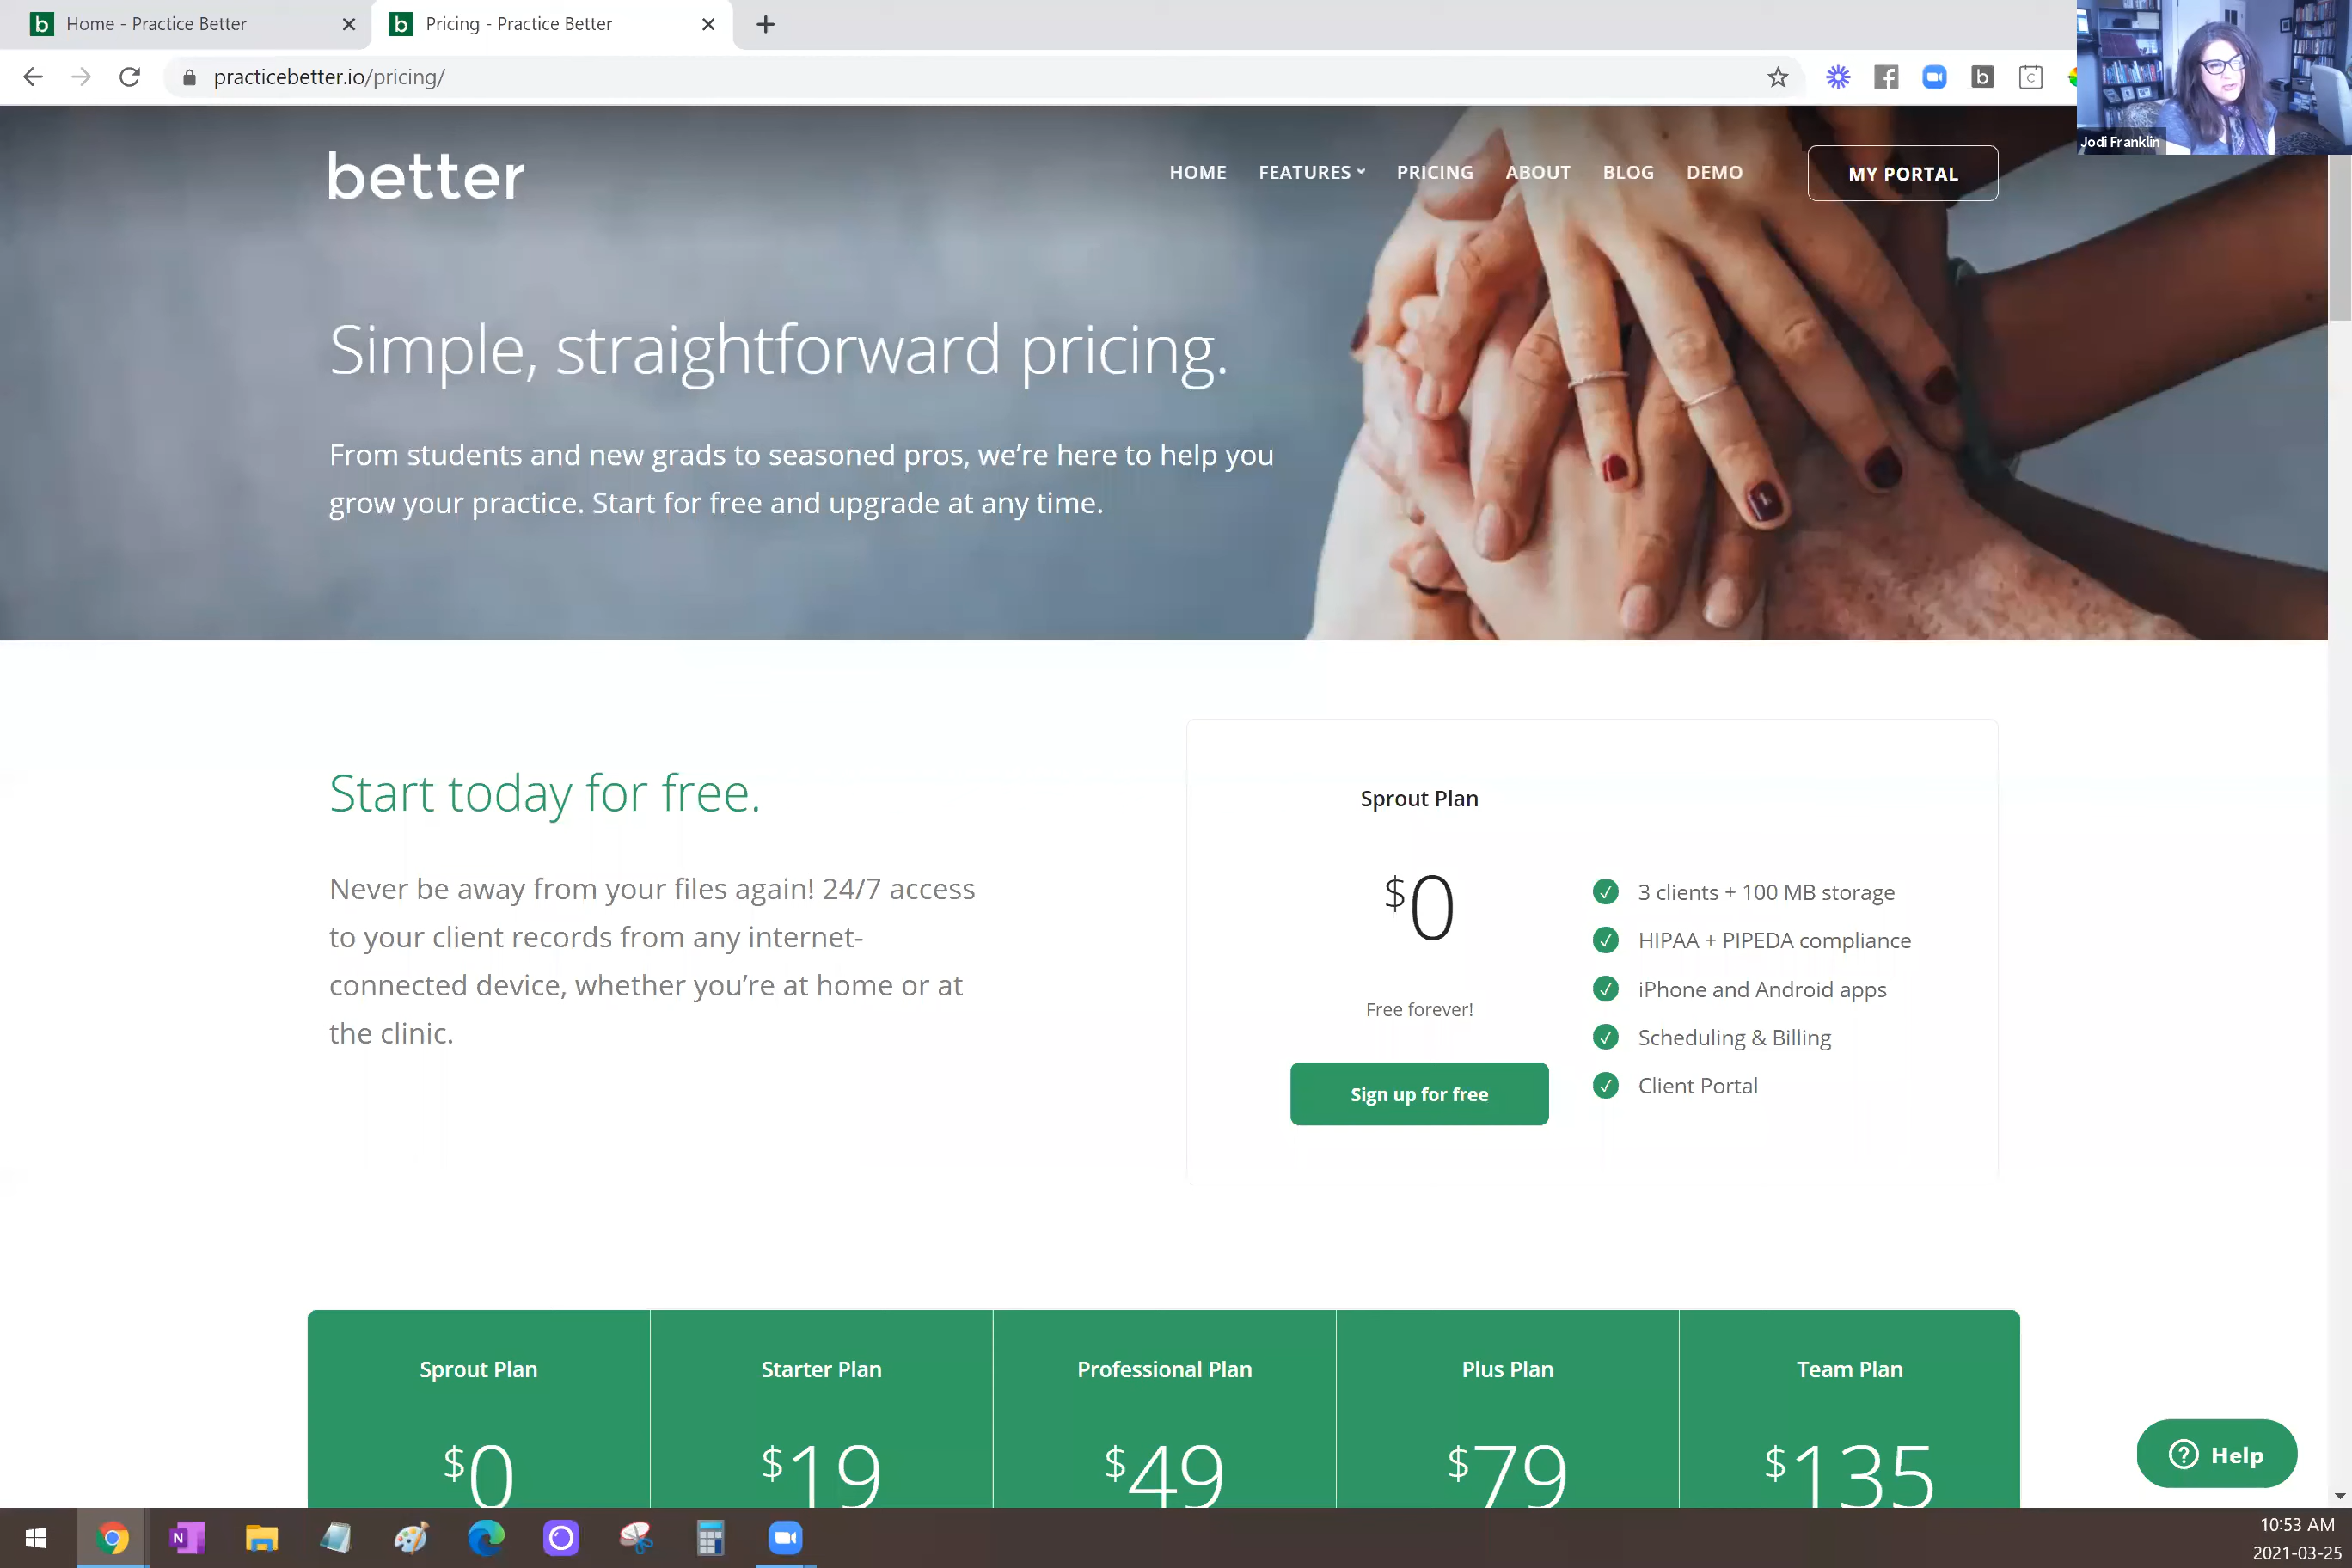 Home - Practice Better
Pricing - Practice Better
practicebetter.io/pricing/
Jodi Franklin
better
HOME FEATURES PRICING ABOUT BLOG DEMO MY PORTAL
Simple, straightforward pricing.
From students and new grads to seasoned pros, we’re here to help you
grow your practice. Start for free and upgrade at any time.
Start today for free.
Never be away from your files again! 24/7 access
to your client records from any internet-
connected device, whether you’re at home or at
the clinic.
Sprout Plan
$0
Free forever!
Sign up for free
3 clients + 100 MB storage
HIPAA + PIPEDA compliance
iPhone and Android apps
Scheduling & Billing
Client Portal
Sprout Plan
$0
Starter Plan
$19
Professional Plan
$49
Plus Plan
$79
Team Plan
$135
Help
10:53 AM
2021-03-25